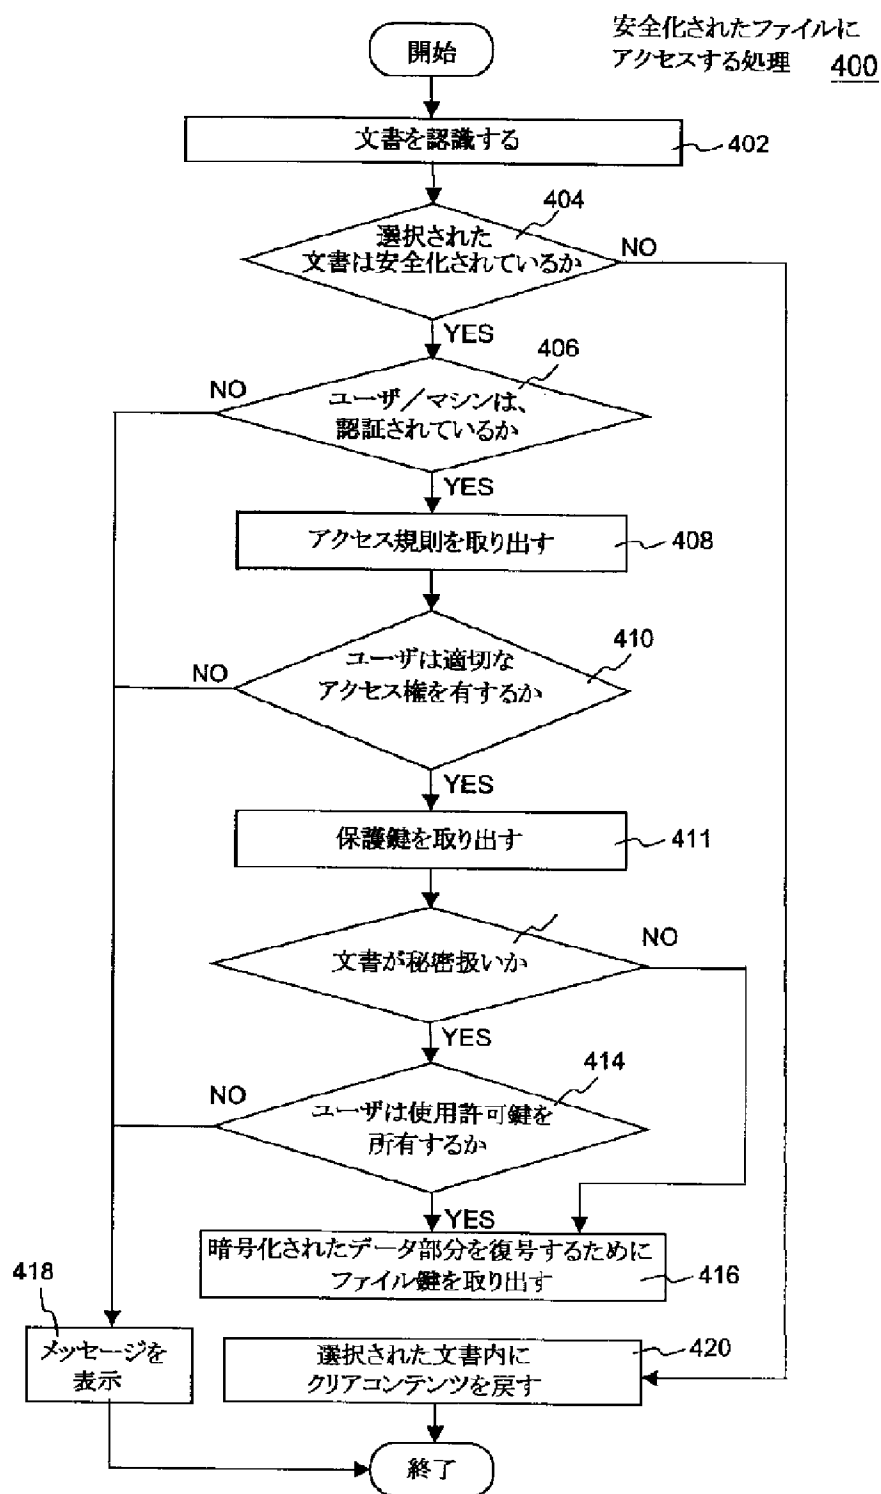 安全化されたファイルに
アクセスする処理 400
開始
文書を認識する 402
404
選択された
文書は安全化されているか
NO
YES
406
NO
ユーザ/マシンは、
認証されているか
YES
アクセス規則を取り出す 408
410
ユーザは適切な
アクセス権を有するか
NO
YES
保護鍵を取り出す 411
文書が秘密扱いか
NO
YES
414
NO
ユーザは使用許可鍵を
所有するか
YES
暗号化されたデータ部分を復号するために
ファイル鍵を取り出す 416
418
メッセージを
表示
選択された文書内に
クリアコンテンツを戻す
420
終了